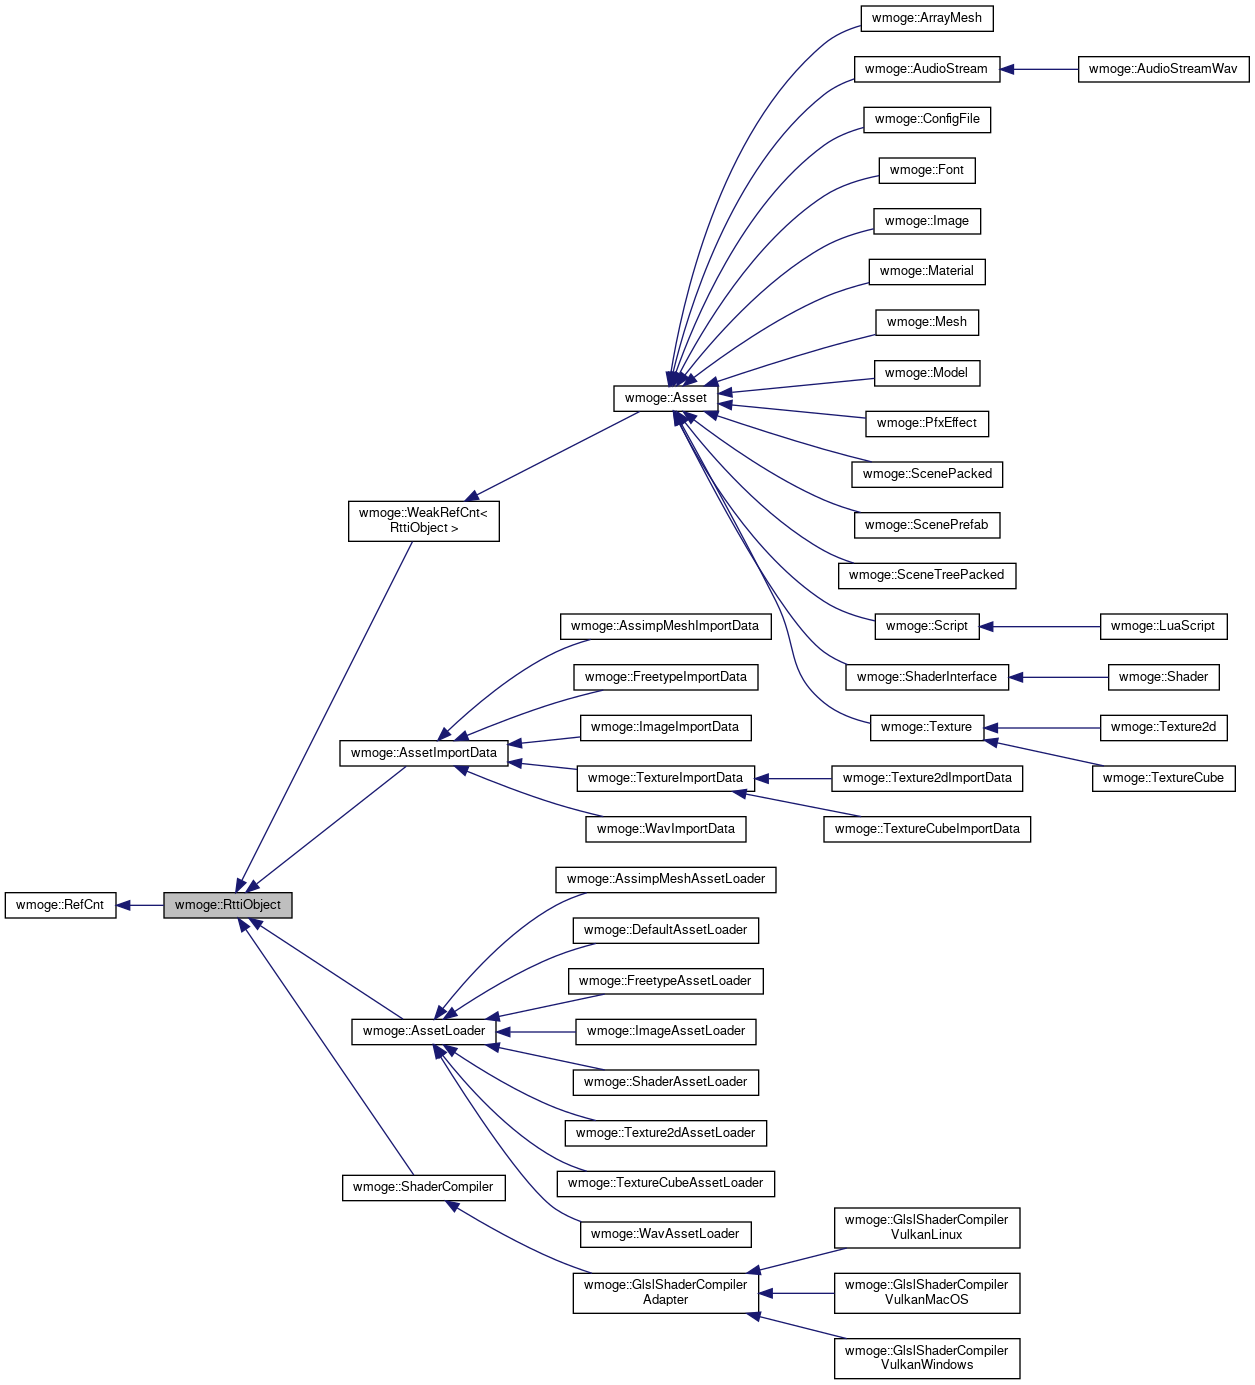 wmoge::ArrayMesh
wmoge::AudioStream
wmoge::AudioStreamWav
wmoge::ConfigFile
wmoge::Font
wmoge::Image
wmoge::Material
wmoge::Mesh
wmoge::Model
wmoge::Asset
wmoge::PfxEffect
wmoge::ScenePacked
wmoge::WeakRefCnt<
RttiObject >
wmoge::ScenePrefab
wmoge::SceneTreePacked
wmoge::AssimpMeshImportData
wmoge::Script
wmoge::LuaScript
wmoge::FreetypeImportData
wmoge::ShaderInterface
wmoge::Shader
wmoge::ImageImportData
wmoge::Texture
wmoge::Texture2d
wmoge::AssetImportData
wmoge::TextureImportData
wmoge::Texture2dImportData
wmoge::TextureCube
wmoge::WavImportData
wmoge::TextureCubeImportData
wmoge::AssimpMeshAssetLoader
wmoge::RefCnt
wmoge::RttiObject
wmoge::DefaultAssetLoader
wmoge::FreetypeAssetLoader
wmoge::AssetLoader
wmoge::ImageAssetLoader
wmoge::ShaderAssetLoader
wmoge::Texture2dAssetLoader
wmoge::TextureCubeAssetLoader
wmoge::ShaderCompiler
wmoge::WavAssetLoader
wmoge::GlslShaderCompiler
VulkanLinux
wmoge::GlslShaderCompiler
Adapter
wmoge::GlslShaderCompiler
VulkanMacOS
wmoge::GlslShaderCompiler
VulkanWindows